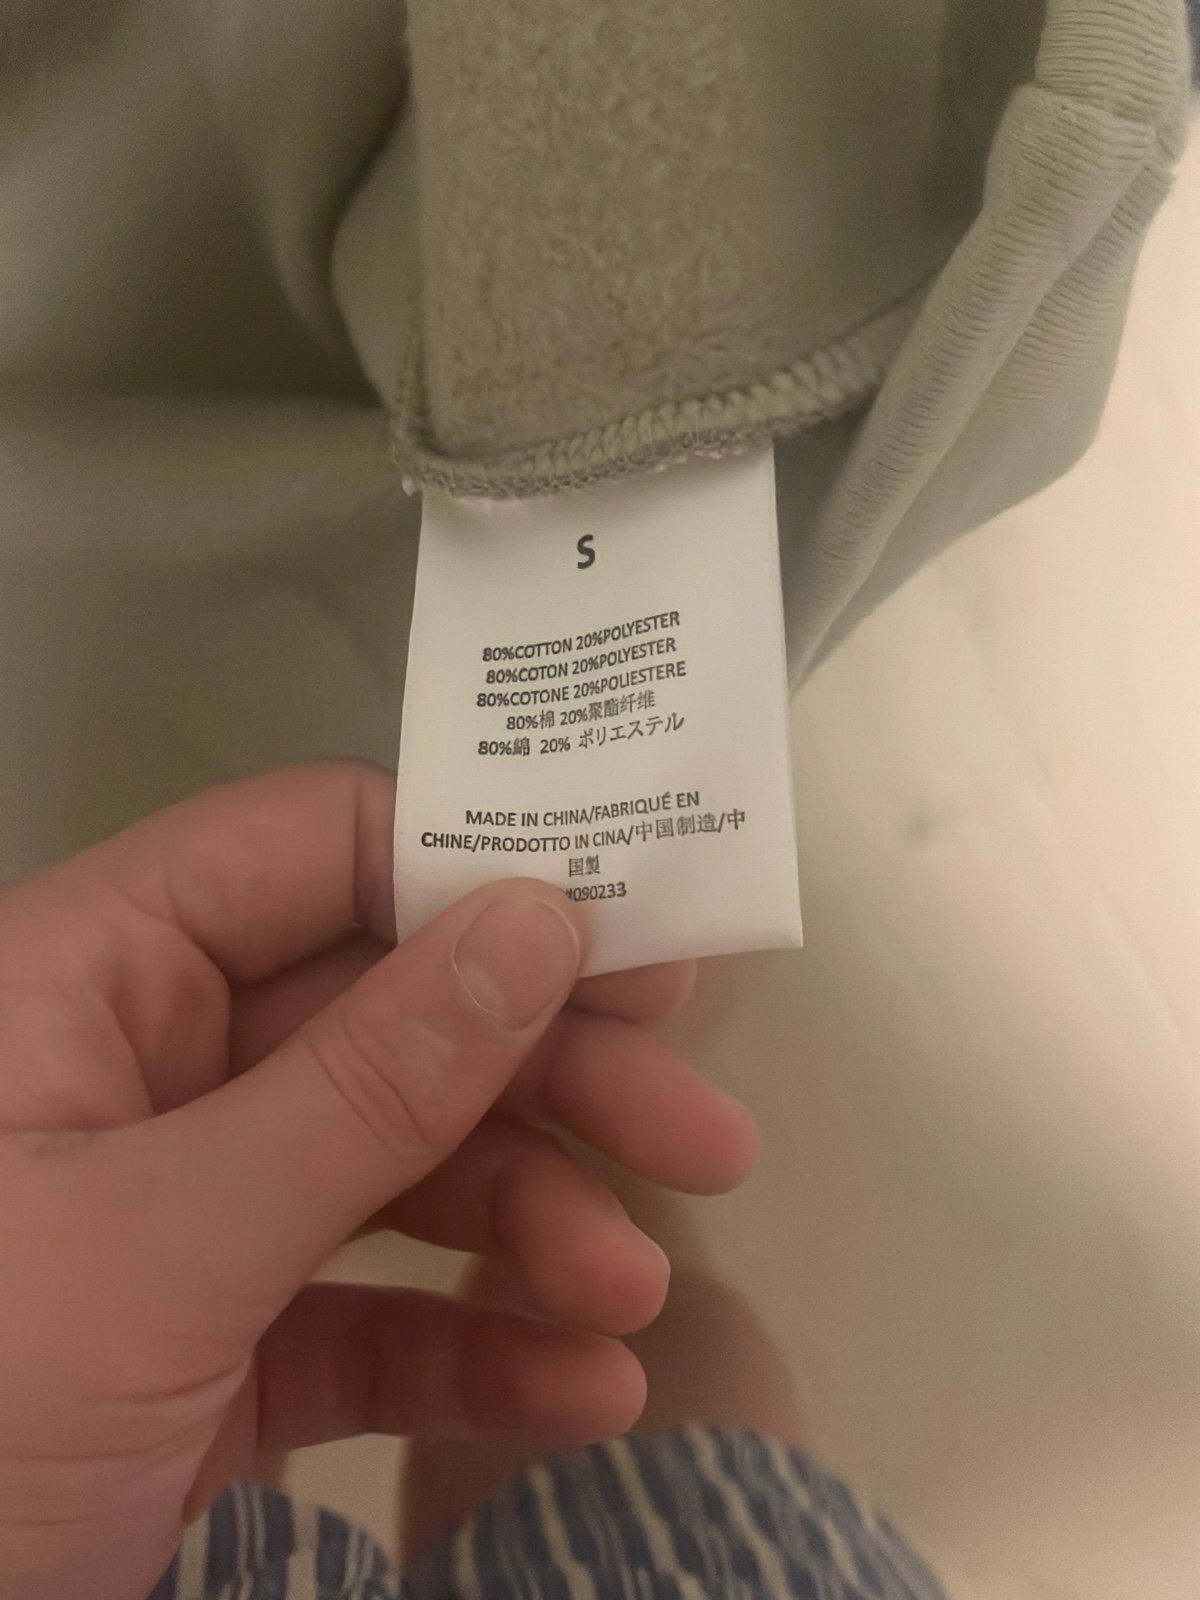 S
80%COTTON 20%POLYESTER
80%COTON 20%POLYESTER
80%COTONE 20%POLIESTERE
80%棉 20%聚酯纤维
80%綿 20% ポリエステル
MADE IN CHINA/FABRIQUÉ EN
CHINE/PRODOTTO IN CINA/中国制造/中
国製
#090233